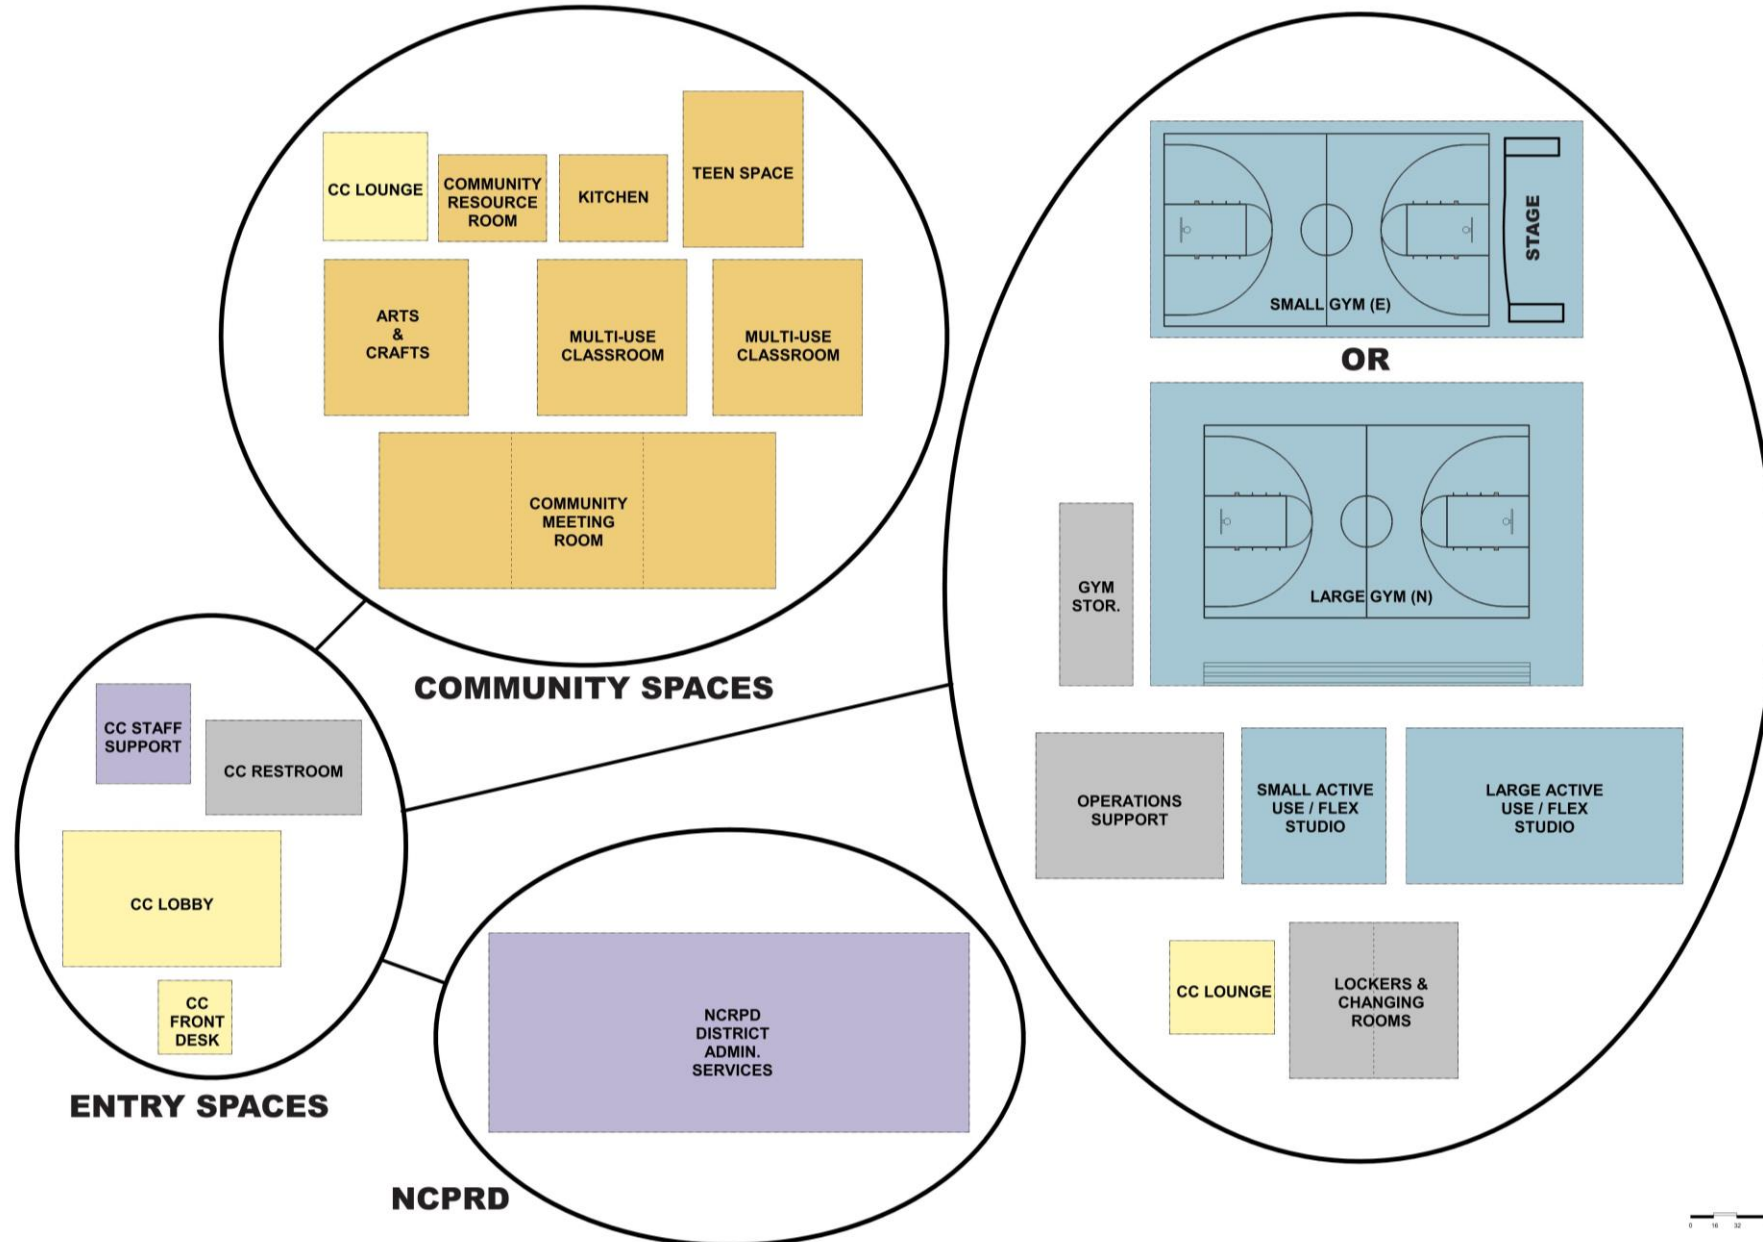 CC LOUNGE
COMMUNITY
RESOURCE
ROOM
KITCHEN
TEEN SPACE
ARTS
&
CRAFTS
MULTI-USE
CLASSROOM
MULTI-USE
CLASSROOM
COMMUNITY
MEETING
ROOM
COMMUNITY SPACES
CC STAFF
SUPPORT
CC RESTROOM
CC LOBBY
CC
FRONT
DESK
ENTRY SPACES
NCRPD
DISTRICT
ADMIN.
SERVICES
NCPRD
SMALL GYM (E)
STAGE
OR
LARGE GYM (N)
GYM
STOR.
OPERATIONS
SUPPORT
SMALL ACTIVE
USE / FLEX
STUDIO
LARGE ACTIVE
USE / FLEX
STUDIO
CC LOUNGE
LOCKERS &
CHANGING
ROOMS
0 16 32